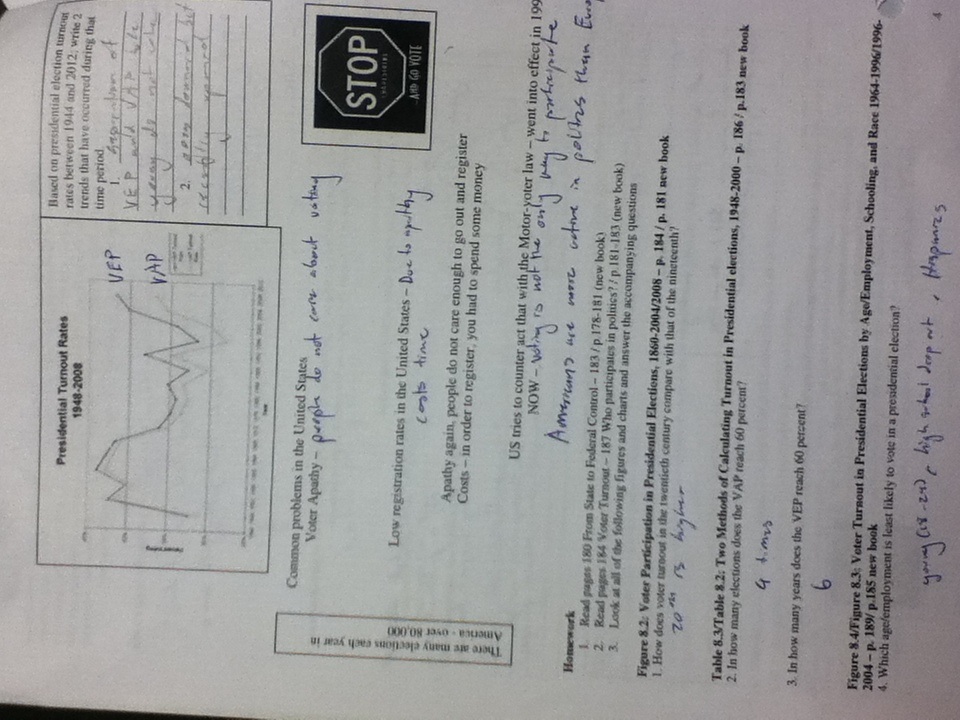 Presidential Turnout Rates
1948-2008
VEP
VAP
Year
Based on presidential election turnout
rates between 1944 and 2012; write 2
trends that have occurred during that
time period.
1. Separation of
VEP and VAP
young do not vote
2. gone downward but
recently upward
There are many elections each year in
America - over 80,000
Common problems in the United States
Voter Apathy – people do not care about voting
STOP
...AND GO VOTE
Low registration rates in the United States – Due to apathy
costs time
Apathy again, people do not care enough to go out and register
Costs – in order to register, you had to spend some money
US tries to counter act that with the Motor-voter law – went into effect in 199
NOW – voting is not the only way to participate
Americans are more active in politics than Euro
Homework
1. Read pages 180 From State to Federal Control – 183 / p.178-181 (new book)
2. Read pages 184 Voter Turnout – 187 Who participates in politics? / p.181-183 (new book)
3. Look at all of the following figures and charts and answer the accompanying questions
Figure 8.2: Voter Participation in Presidential Elections, 1860-2004/2008 – p. 184 / p. 181 new book
1. How does voter turnout in the twentieth century compare with that of the nineteenth?
20th is higher
Table 8.3/Table 8.2: Two Methods of Calculating Turnout in Presidential elections, 1948-2000 – p. 186 / p.183 new book
2. In how many elections does the VAP reach 60 percent?
4 times
3. In how many years does the VEP reach 60 percent?
6
Figure 8.4/Figure 8.3: Voter Turnout in Presidential Elections by Age/Employment, Schooling, and Race 1964-1996/1996-
2004 – p. 189/ p.185 new book
4. Which age/employment is least likely to vote in a presidential election?
young (18-24), high school drop out, Hispanics
4